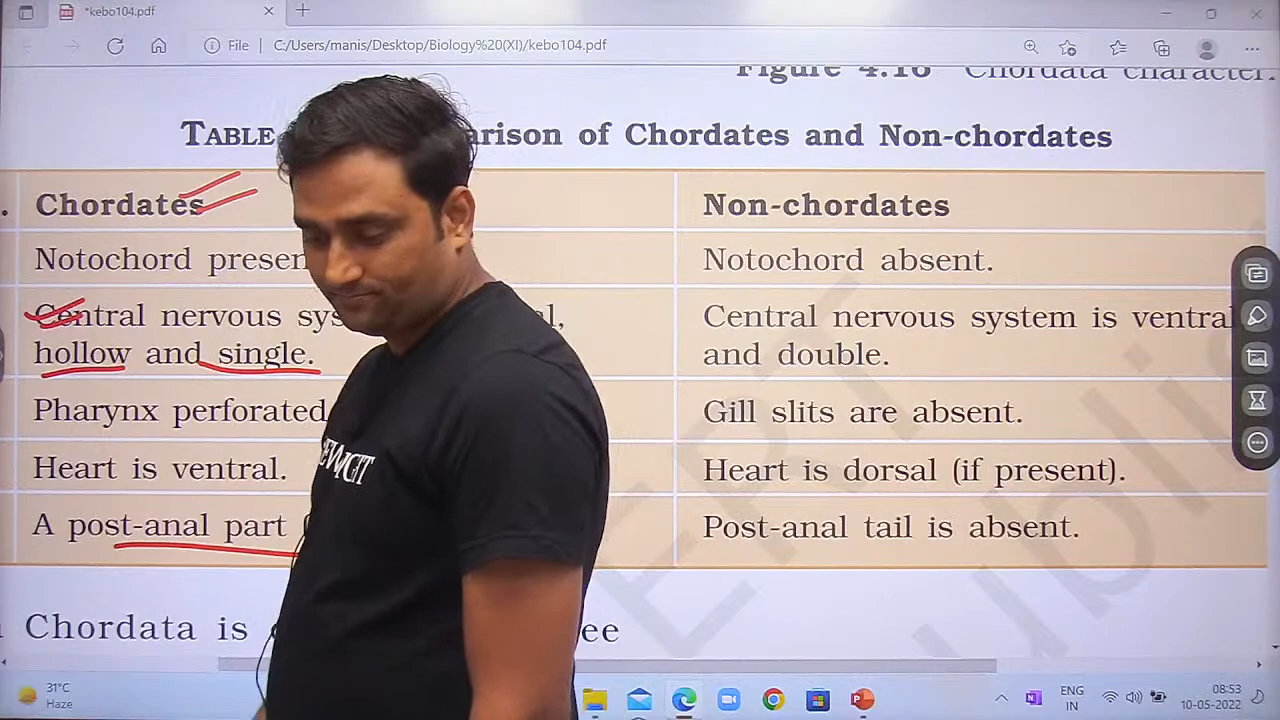 *kebo104.pdf
File | C:/Users/manis/Desktop/Biology%20(XI)/kebo104.pdf
Figure 4.16 Chordata character
TABLE arison of Chordates and Non-chordates
. Chordates Non-chordates
Notochord presen Notochord absent.
Central nervous sys al, Central nervous system is ventral
hollow and single. and double.
Pharynx perforated Gill slits are absent.
Heart is ventral. Heart is dorsal (if present).
A post-anal part Post-anal tail is absent.
Chordata is ee
31°C
Haze
ENG
IN
08:53
10-05-2022